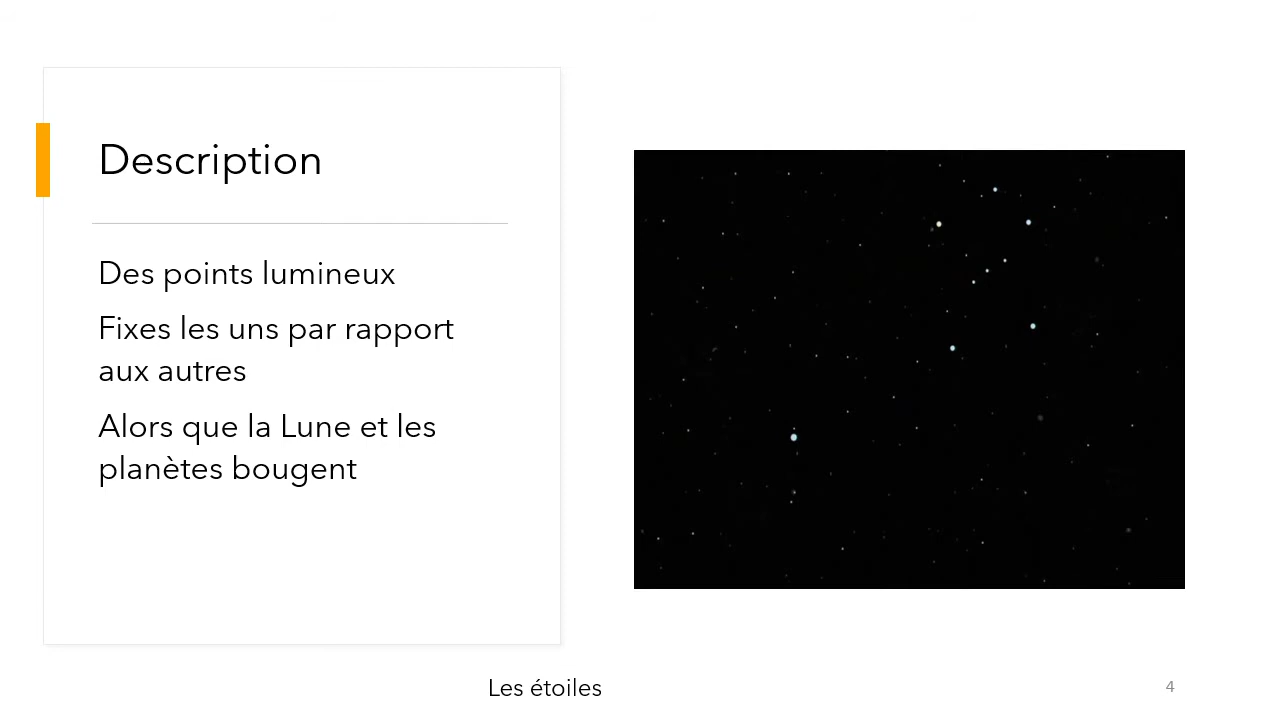 Description
Des points lumineux
Fixes les uns par rapport
aux autres
Alors que la Lune et les
planètes bougent
Les étoiles
4